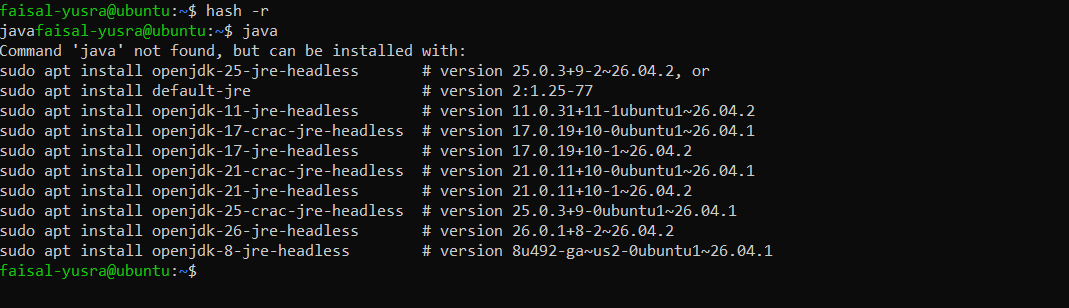 faisal-yusra@ubuntu:~$ hash -r
javafaisal-yusra@ubuntu:~$ java
Command 'java' not found, but can be installed with:
sudo apt install openjdk-25-jre-headless       # version 25.0.3+9-2~26.04.2, or
sudo apt install default-jre                   # version 2:1.25-77
sudo apt install openjdk-11-jre-headless       # version 11.0.31+11-1ubuntu1~26.04.2
sudo apt install openjdk-17-crac-jre-headless  # version 17.0.19+10-0ubuntu1~26.04.1
sudo apt install openjdk-17-jre-headless       # version 17.0.19+10-1~26.04.2
sudo apt install openjdk-21-crac-jre-headless  # version 21.0.11+10-0ubuntu1~26.04.1
sudo apt install openjdk-21-jre-headless       # version 21.0.11+10-1~26.04.2
sudo apt install openjdk-25-crac-jre-headless  # version 25.0.3+9-0ubuntu1~26.04.1
sudo apt install openjdk-26-jre-headless       # version 26.0.1+8-2~26.04.2
sudo apt install openjdk-8-jre-headless        # version 8u492-ga~us2-0ubuntu1~26.04.1
faisal-yusra@ubuntu:~$